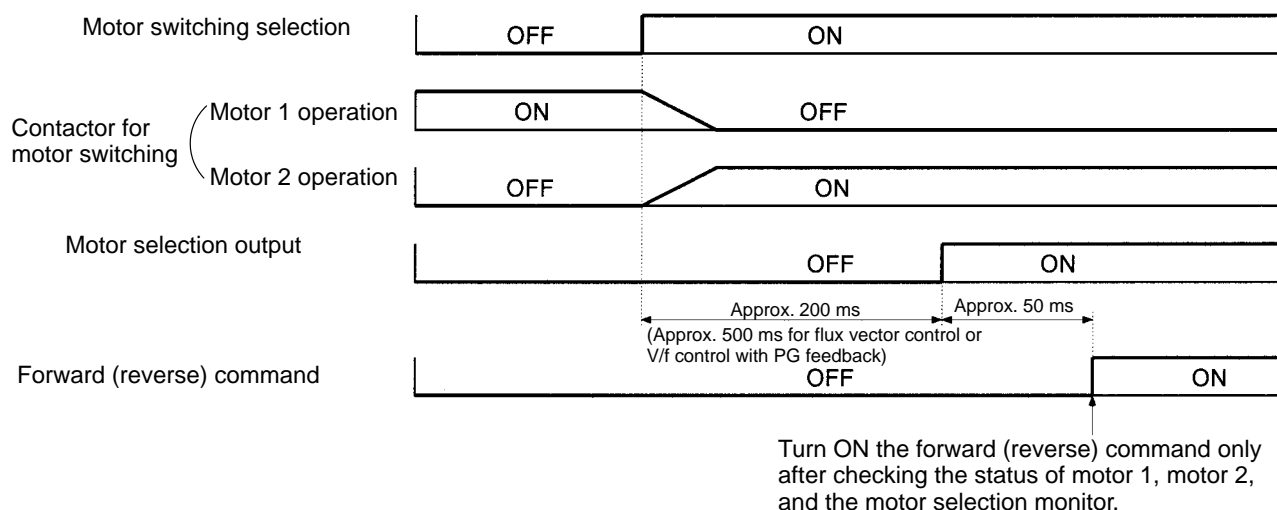 Motor switching selection
OFF ON
Contactor for
motor switching
Motor 1 operation
ON OFF
Motor 2 operation
OFF ON
Motor selection output
OFF ON
Approx. 200 ms Approx. 50 ms
(Approx. 500 ms for flux vector control or
V/f control with PG feedback)
Forward (reverse) command
OFF ON
Turn ON the forward (reverse) command only
after checking the status of motor 1, motor 2,
and the motor selection monitor.